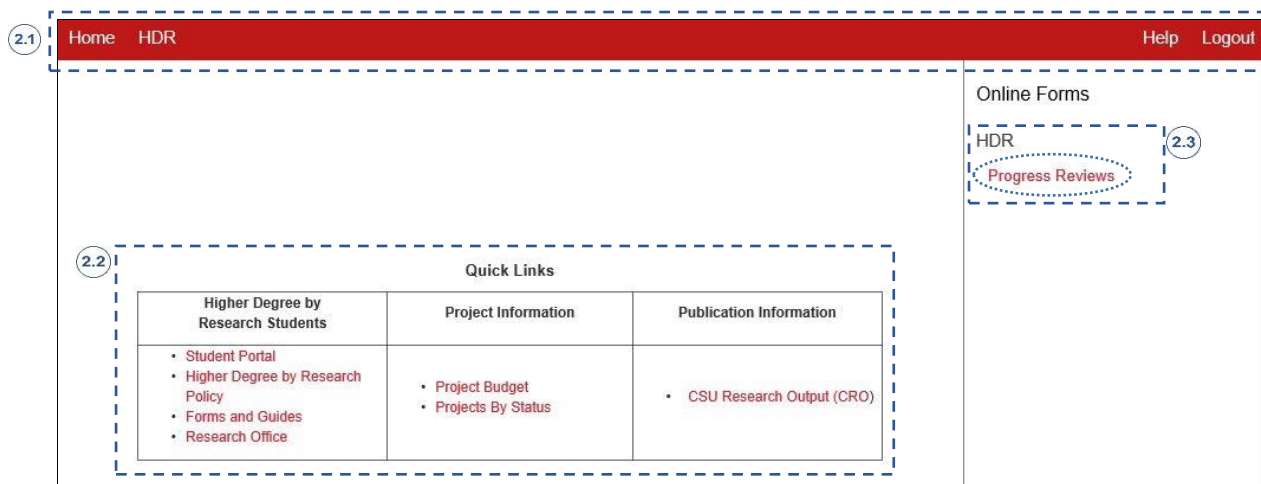 2.1
Home HDR Help Logout
Online Forms
HDR
2.3
Progress Reviews
2.2
Quick Links
Higher Degree by
Research Students
Project Information
Publication Information
• Student Portal
• Higher Degree by Research
Policy
• Forms and Guides
• Research Office
• Project Budget
• Projects By Status
• CSU Research Output (CRO)